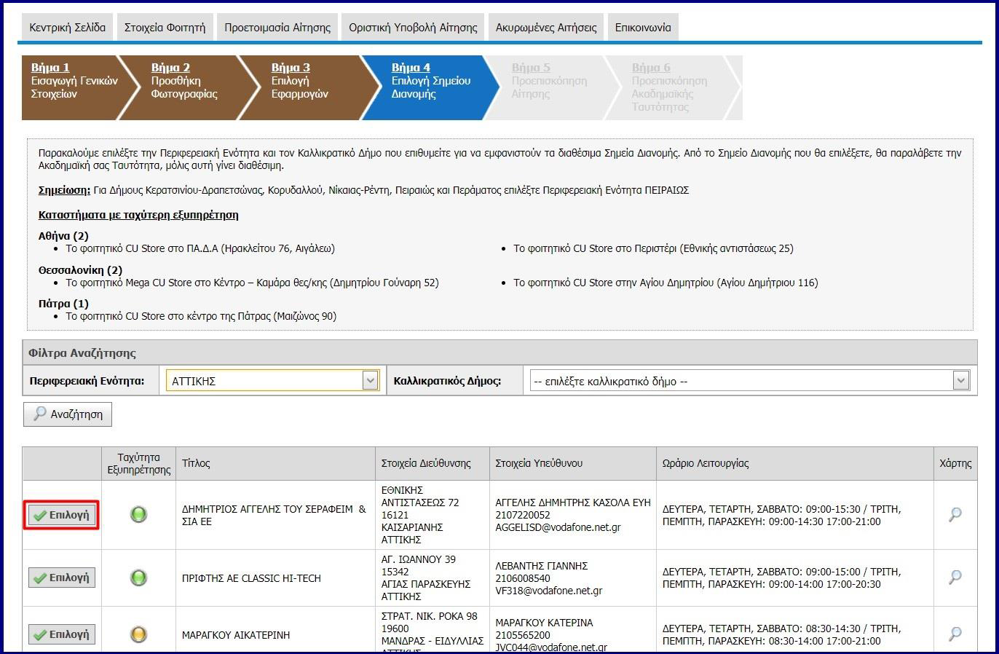 Κεντρική Σελίδα
Στοιχεία Φοιτητή
Προετοιμασία Αίτησης
Οριστική Υποβολή Αίτησης
Ακυρωμένες Αιτήσεις
Επικοινωνία
Βήμα 1
Εισαγωγή Γενικών
Στοιχείων
Βήμα 2
Προσθήκη
Φωτογραφίας
Βήμα 3
Επιλογή
Εφαρμογών
Βήμα 4
Επιλογή Σημείου
Διανομής
Βήμα 5
Προεπισκόπηση
Αίτησης
Βήμα 6
Προεπισκόπηση
Ακαδημαϊκής
Ταυτότητας
Παρακαλούμε επιλέξτε την Περιφερειακή Ενότητα και τον Καλλικρατικό Δήμο που επιθυμείτε για να εμφανιστούν τα διαθέσιμα Σημεία Διανομής. Από το Σημείο Διανομής που θα επιλέξετε, θα παραλάβετε την
Ακαδημαϊκή σας Ταυτότητα, μόλις αυτή γίνει διαθέσιμη.
Σημείωση: Για Δήμους Κερατσινίου-Δραπετσώνας, Κορυδαλλού, Νίκαιας-Ρέντη, Πειραιώς και Περάματος επιλέξτε Περιφερειακή Ενότητα ΠΕΙΡΑΙΩΣ
Καταστήματα με ταχύτερη εξυπηρέτηση
Αθήνα (2)
• Το φοιτητικό CU Store στο ΠΑ.Δ.Α (Ηρακλείτου 76, Αιγάλεω)
• Το φοιτητικό CU Store στο Περιστέρι (Εθνικής αντιστάσεως 25)
Θεσσαλονίκη (2)
• Το φοιτητικό Mega CU Store στο Κέντρο – Καμάρα θες/κης (Δημητρίου Γούναρη 52)
• Το φοιτητικό CU Store στην Αγίου Δημητρίου (Αγίου Δημήτριου 116)
Πάτρα (1)
• Το φοιτητικό CU Store στο κέντρο της Πάτρας (Μαιζώνος 90)
Φίλτρα Αναζήτησης
Περιφερειακή Ενότητα:
ΑΤΤΙΚΗΣ
Καλλικρατικός Δήμος:
-- επιλέξτε καλλικρατικό δήμο --
Αναζήτηση
Ταχύτητα
Εξυπηρέτησης
Τίτλος
Στοιχεία Διεύθυνσης
Στοιχεία Υπεύθυνου
Ωράριο Λειτουργίας
Χάρτης
Επιλογή
ΔΗΜΗΤΡΙΟΣ ΑΓΓΕΛΗΣ ΤΟΥ ΣΕΡΑΦΕΙΜ &
ΣΙΑ ΕΕ
ΕΘΝΙΚΗΣ
ΑΝΤΙΣΤΑΣΕΩΣ 72
16121
ΚΑΙΣΑΡΙΑΝΗΣ
ΑΤΤΙΚΗΣ
ΑΓΓΕΛΗΣ ΔΗΜΗΤΡΗΣ ΚΑΣΟΛΑ ΕΥΗ
2107220052
AGGELISD@vodafone.net.gr
ΔΕΥΤΕΡΑ, ΤΕΤΑΡΤΗ, ΣΑΒΒΑΤΟ: 09:00-15:30 / ΤΡΙΤΗ,
ΠΕΜΠΤΗ, ΠΑΡΑΣΚΕΥΗ: 09:00-14:30 17:00-21:00
Επιλογή
ΠΡΙΦΤΗΣ ΑΕ CLASSIC HI-TECH
ΑΓ. ΙΩΑΝΝΟΥ 39
15342
ΑΓΙΑΣ ΠΑΡΑΣΚΕΥΗΣ
ΑΤΤΙΚΗΣ
ΛΕΒΑΝΤΗΣ ΓΙΑΝΝΗΣ
2106008540
VF318@vodafone.net.gr
ΔΕΥΤΕΡΑ, ΤΕΤΑΡΤΗ, ΣΑΒΒΑΤΟ: 09:00-15:00 / ΤΡΙΤΗ,
ΠΕΜΠΤΗ, ΠΑΡΑΣΚΕΥΗ: 09:00-14:00 17:00-20:30
Επιλογή
ΜΑΡΑΓΚΟΥ ΑΙΚΑΤΕΡΙΝΗ
ΣΤΡΑΤ. ΝΙΚ. ΡΟΚΑ 98
19600
ΜΑΝΔΡΑΣ - ΕΙΔΥΛΛΙΑΣ
ΑΤΤΙΚΗΣ
ΜΑΡΑΓΚΟΥ ΚΑΤΕΡΙΝΑ
2105565200
JVC044@vodafone.net.gr
ΔΕΥΤΕΡΑ, ΤΕΤΑΡΤΗ, ΣΑΒΒΑΤΟ: 08:30-14:30 / ΤΡΙΤΗ,
ΠΕΜΠΤΗ, ΠΑΡΑΣΚΕΥΗ: 08:30-14:00 17:00-21:00